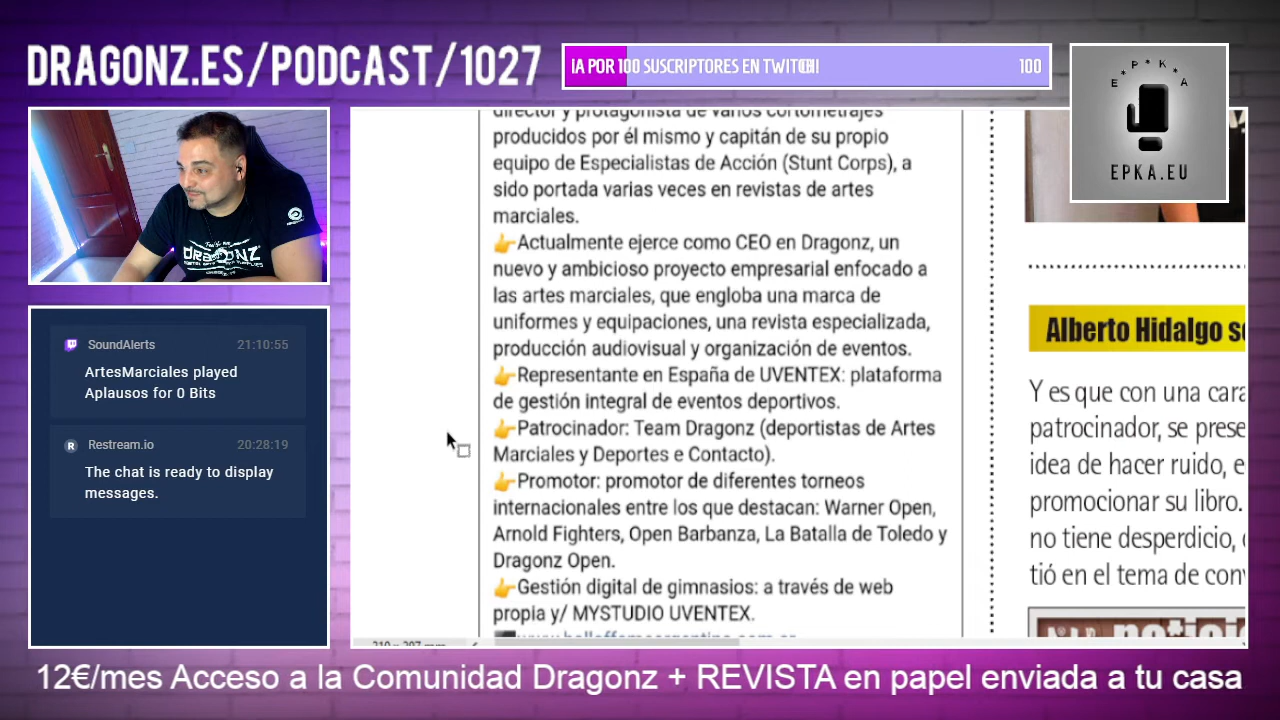 DRAGONZ.ES/PODCAST/1027
IA POR 100 SUSCRIPTORES EN TWITCH!
100
E*P*K*A
EPKA.EU
DRAGONZ
SoundAlerts
21:10:55
ArtesMarciales played
Aplausos for 0 Bits
Restream.io
20:28:19
The chat is ready to display
messages.
director y protagonista de varios cortometrajes
producidos por él mismo y capitán de su propio
equipo de Especialistas de Acción (Stunt Corps), a
sido portada varias veces en revistas de artes
marciales.
👉Actualmente ejerce como CEO en Dragonz, un
nuevo y ambicioso proyecto empresarial enfocado a
las artes marciales, que engloba una marca de
uniformes y equipaciones, una revista especializada,
producción audiovisual y organización de eventos.
👉Representante en España de UVENTEX: plataforma
de gestión integral de eventos deportivos.
👉Patrocinador: Team Dragonz (deportistas de Artes
Marciales y Deportes e Contacto).
👉Promotor: promotor de diferentes torneos
internacionales entre los que destacan: Warner Open,
Arnold Fighters, Open Barbanza, La Batalla de Toledo y
Dragonz Open.
👉Gestión digital de gimnasios: a través de web
propia y/ MYSTUDIO UVENTEX.
Alberto Hidalgo se
Y es que con una cara
patrocinador, se prese
idea de hacer ruido, e
promocionar su libro.
no tiene desperdicio,
tió en el tema de con
12€/mes Acceso a la Comunidad Dragonz + REVISTA en papel enviada a tu casa